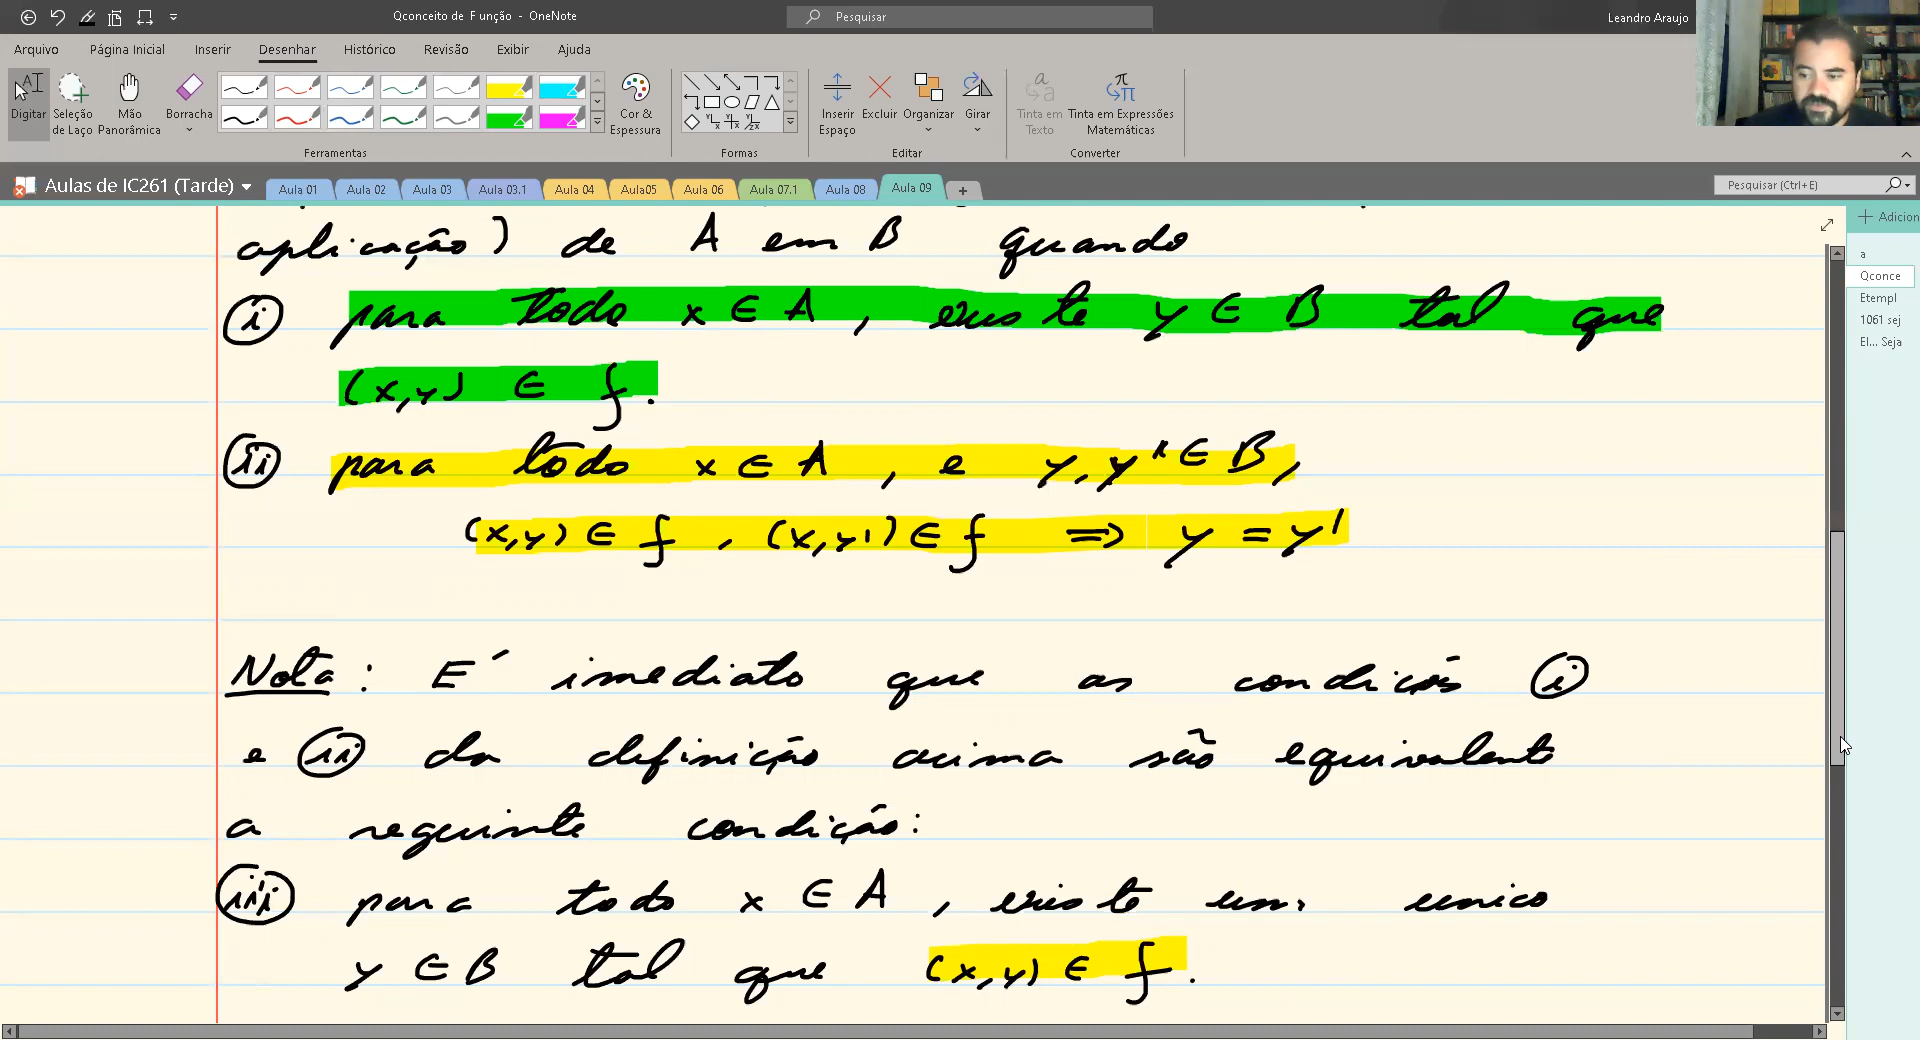 Qconceito de F unção - OneNote
Pesquisar
Leandro Araujo
Arquivo Página Inicial Inserir Desenhar Histórico Revisão Exibir Ajuda
Digitar
Seleção de Laço
Mão Panorâmica
Borracha
Cor & Espessura
Inserir Espaço
Excluir
Organizar
Girar
Tinta em Texto
Tinta em Expressões Matemáticas
Ferramentas Formas Editar Converter
Aulas de IC261 (Tarde) Aula 01 Aula 02 Aula 03 Aula 03.1 Aula 04 Aula05 Aula 06 Aula 07.1 Aula 08 Aula 09
Pesquisar (Ctrl+E)
Adicion
a
Qconce
Etempl
1061 sej
El... Seja
aplicação) de A em B quando
(i) para todo x ∈ A, existe y ∈ B tal que
(x,y) ∈ f.
(ii) para todo x ∈ A, e y, y' ∈ B,
(x,y) ∈ f, (x,y') ∈ f ⇒ y = y'
Nota: É imediato que as condições (i)
e (ii) da definição acima são equivalente
a seguinte condição:
(iii) para todo x ∈ A, existe um unico
y ∈ B tal que (x,y) ∈ f.